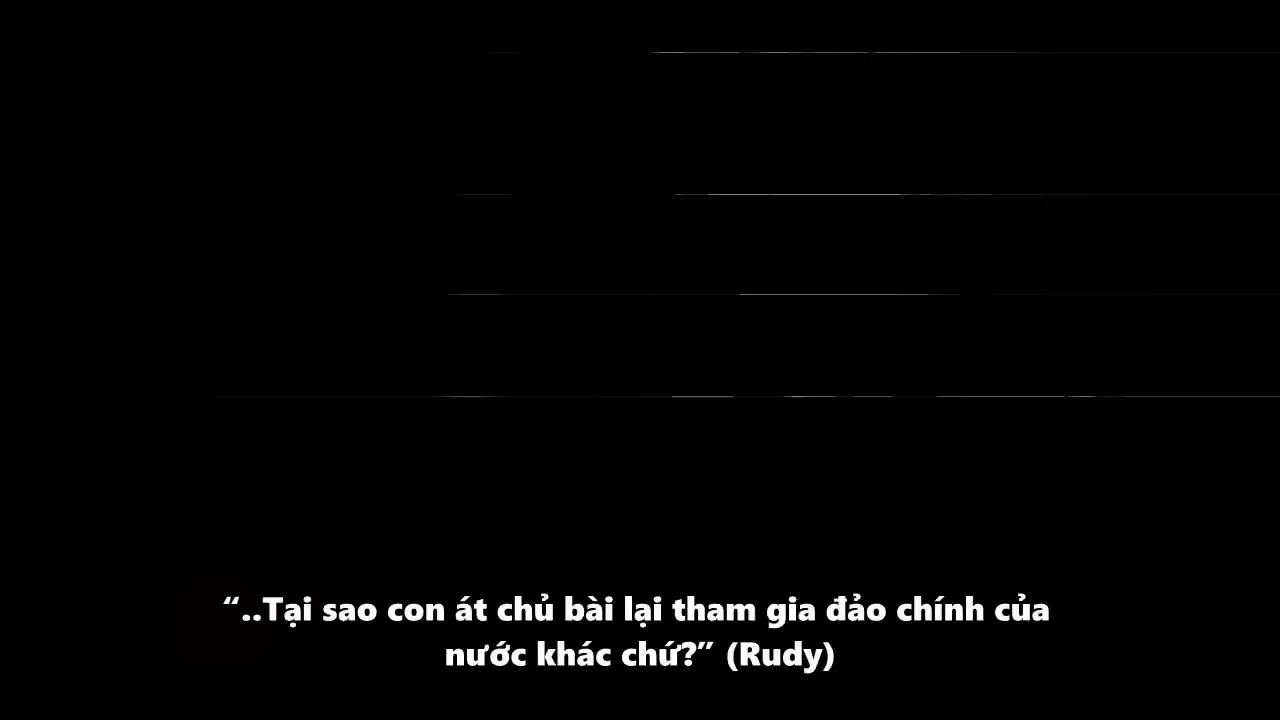 “..Tại sao con át chủ bài lại tham gia đảo chính của
nước khác chứ?” (Rudy)